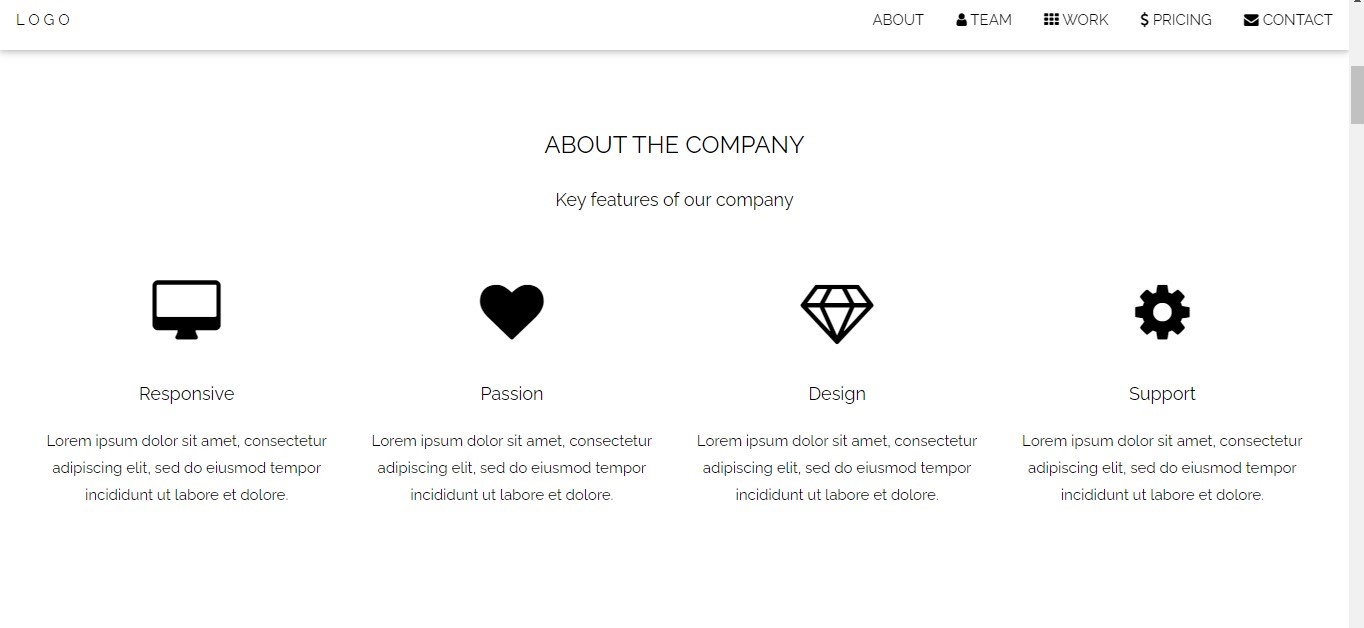 LOGO
ABOUT TEAM WORK $ PRICING CONTACT
ABOUT THE COMPANY
Key features of our company
Responsive Passion Design Support
Lorem ipsum dolor sit amet, consectetur
adipiscing elit, sed do eiusmod tempor
incididunt ut labore et dolore.
Lorem ipsum dolor sit amet, consectetur
adipiscing elit, sed do eiusmod tempor
incididunt ut labore et dolore.
Lorem ipsum dolor sit amet, consectetur
adipiscing elit, sed do eiusmod tempor
incididunt ut labore et dolore.
Lorem ipsum dolor sit amet, consectetur
adipiscing elit, sed do eiusmod tempor
incididunt ut labore et dolore.